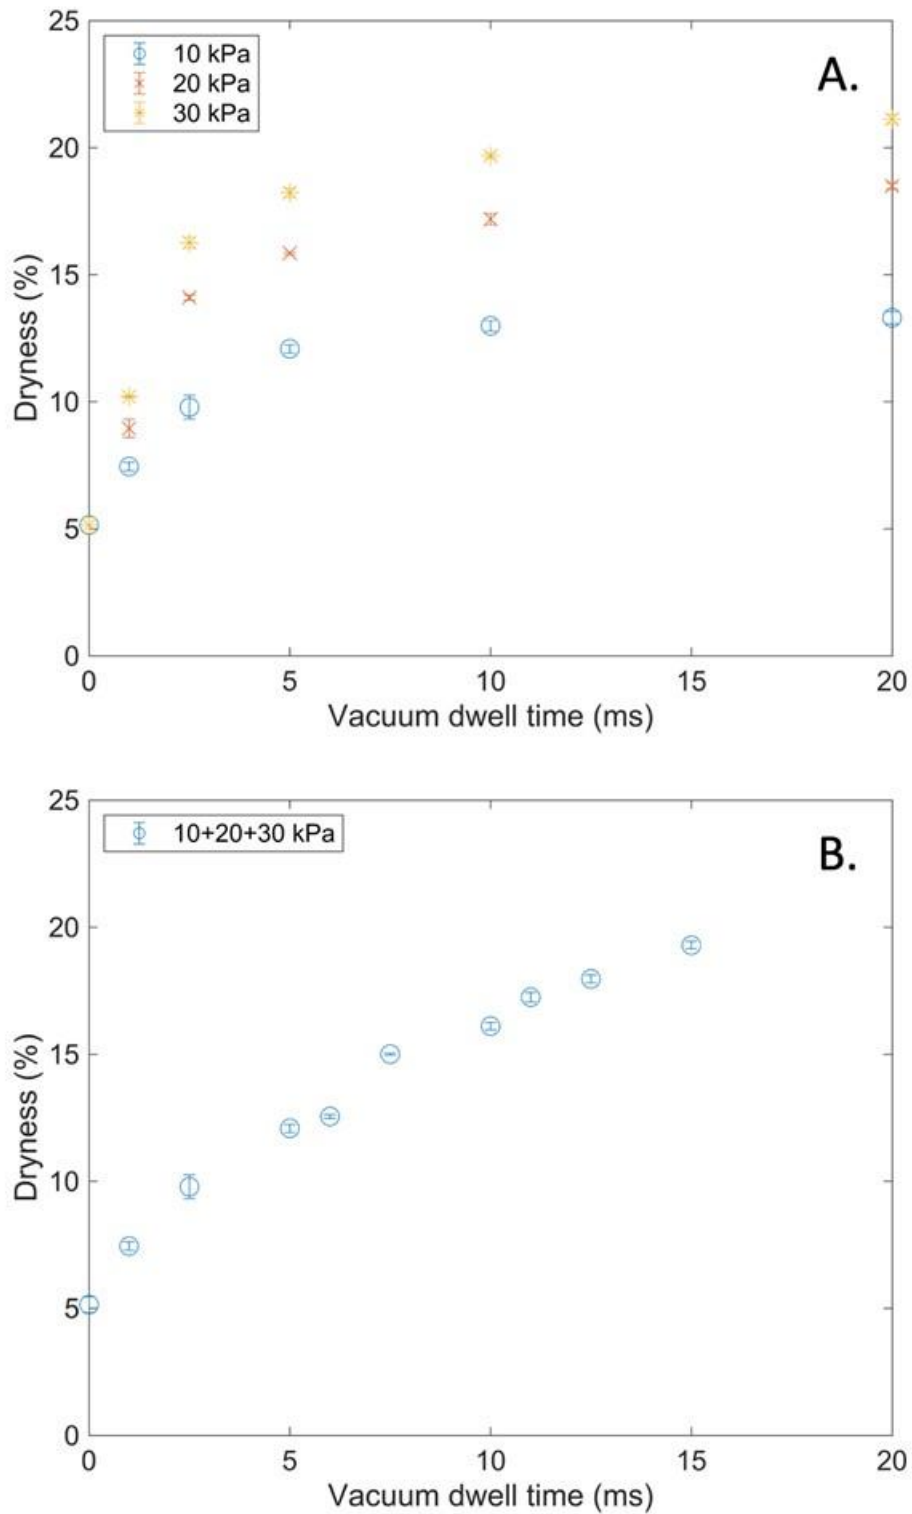 25
10 kPa
20 kPa
30 kPa
A.
20
15
10
5
0
Dryness (%)
0 5 10 15 20
Vacuum dwell time (ms)
25
10+20+30 kPa
B.
20
15
10
5
0
Dryness (%)
0 5 10 15 20
Vacuum dwell time (ms)